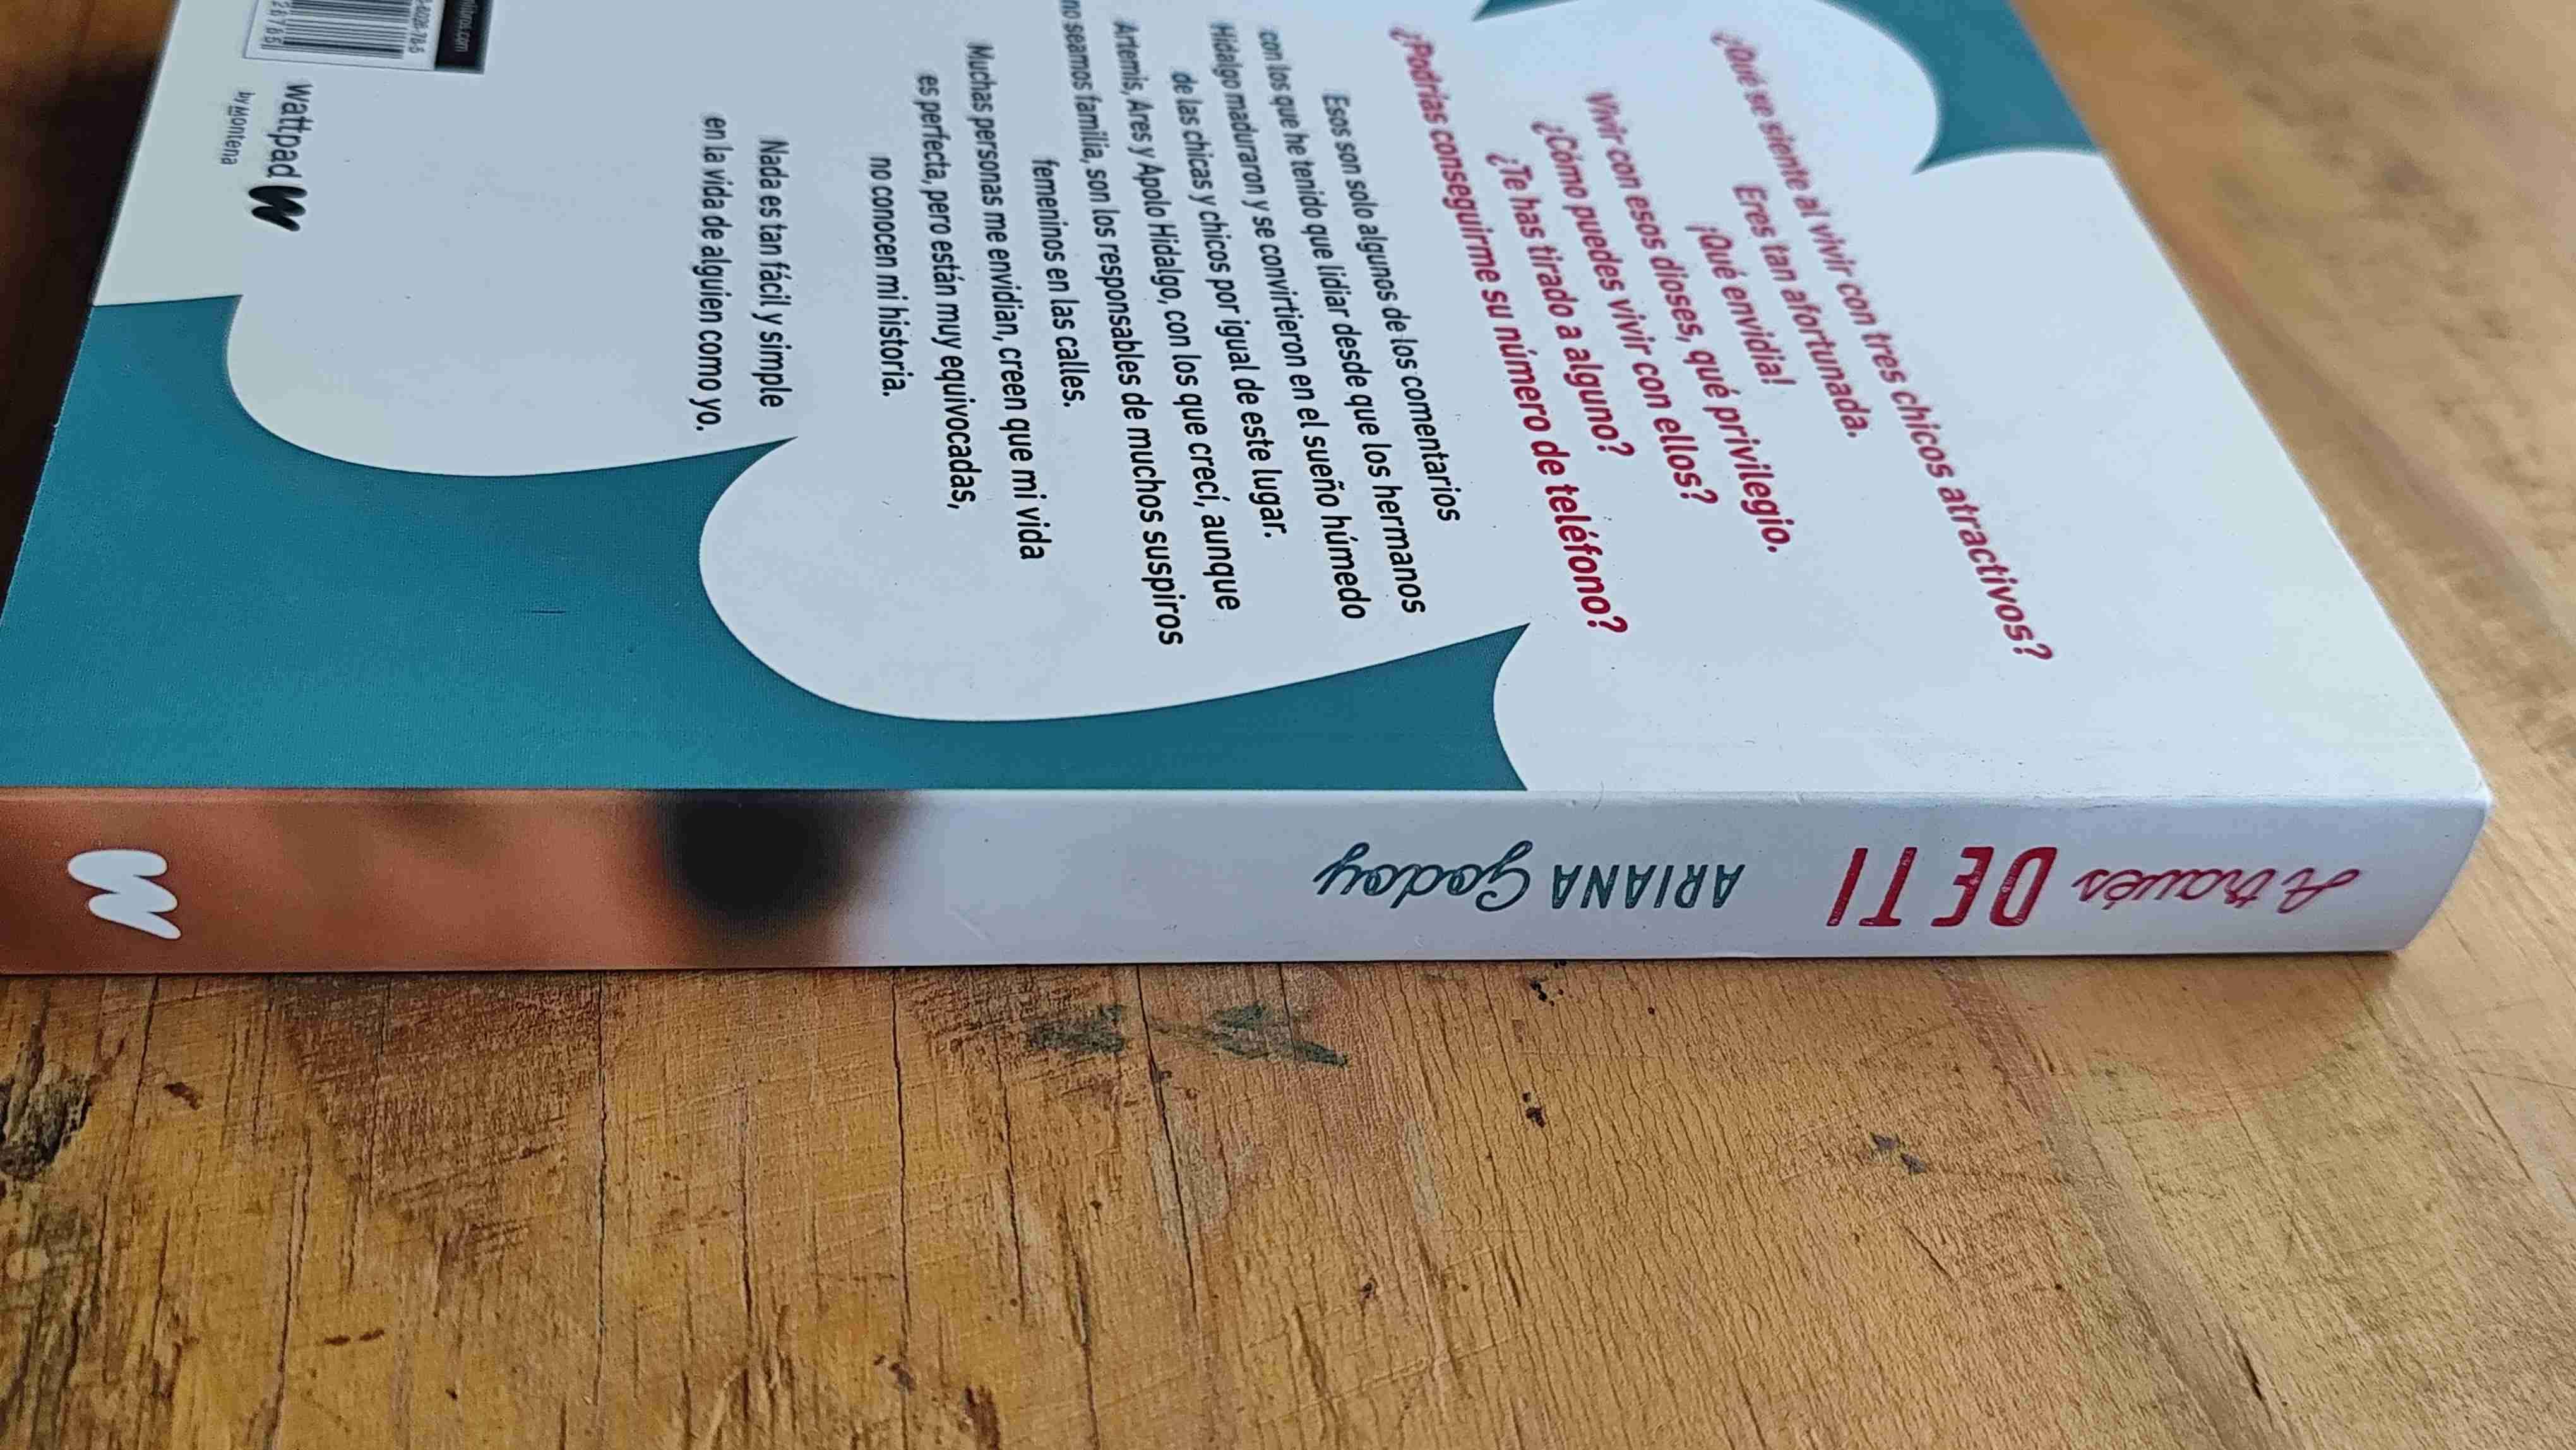 ¿Qué se siente al vivir con tres chicos atractivos?
Eres tan afortunada.
¡Qué envidia!
Vivir con esos dioses, qué privilegio.
¿Cómo puedes vivir con ellos?
¿Te has tirado a alguno?
¿Podrías conseguirme su número de teléfono?
Esos son solo algunos de los comentarios
con los que he tenido que lidiar desde que los hermanos
Hidalgo maduraron y se convirtieron en el sueño húmedo
de las chicas y chicos por igual de este lugar.
Artemis, Ares y Apolo Hidalgo, con los que crecí, aunque
no seamos familia, son los responsables de muchos suspiros
femeninos en las calles.
Muchas personas me envidian, creen que mi vida
es perfecta, pero están muy equivocadas,
no conocen mi historia.
Nada es tan fácil y simple
en la vida de alguien como yo.
wattpad W
by Montena
A través DE TI ARIANA Godoy